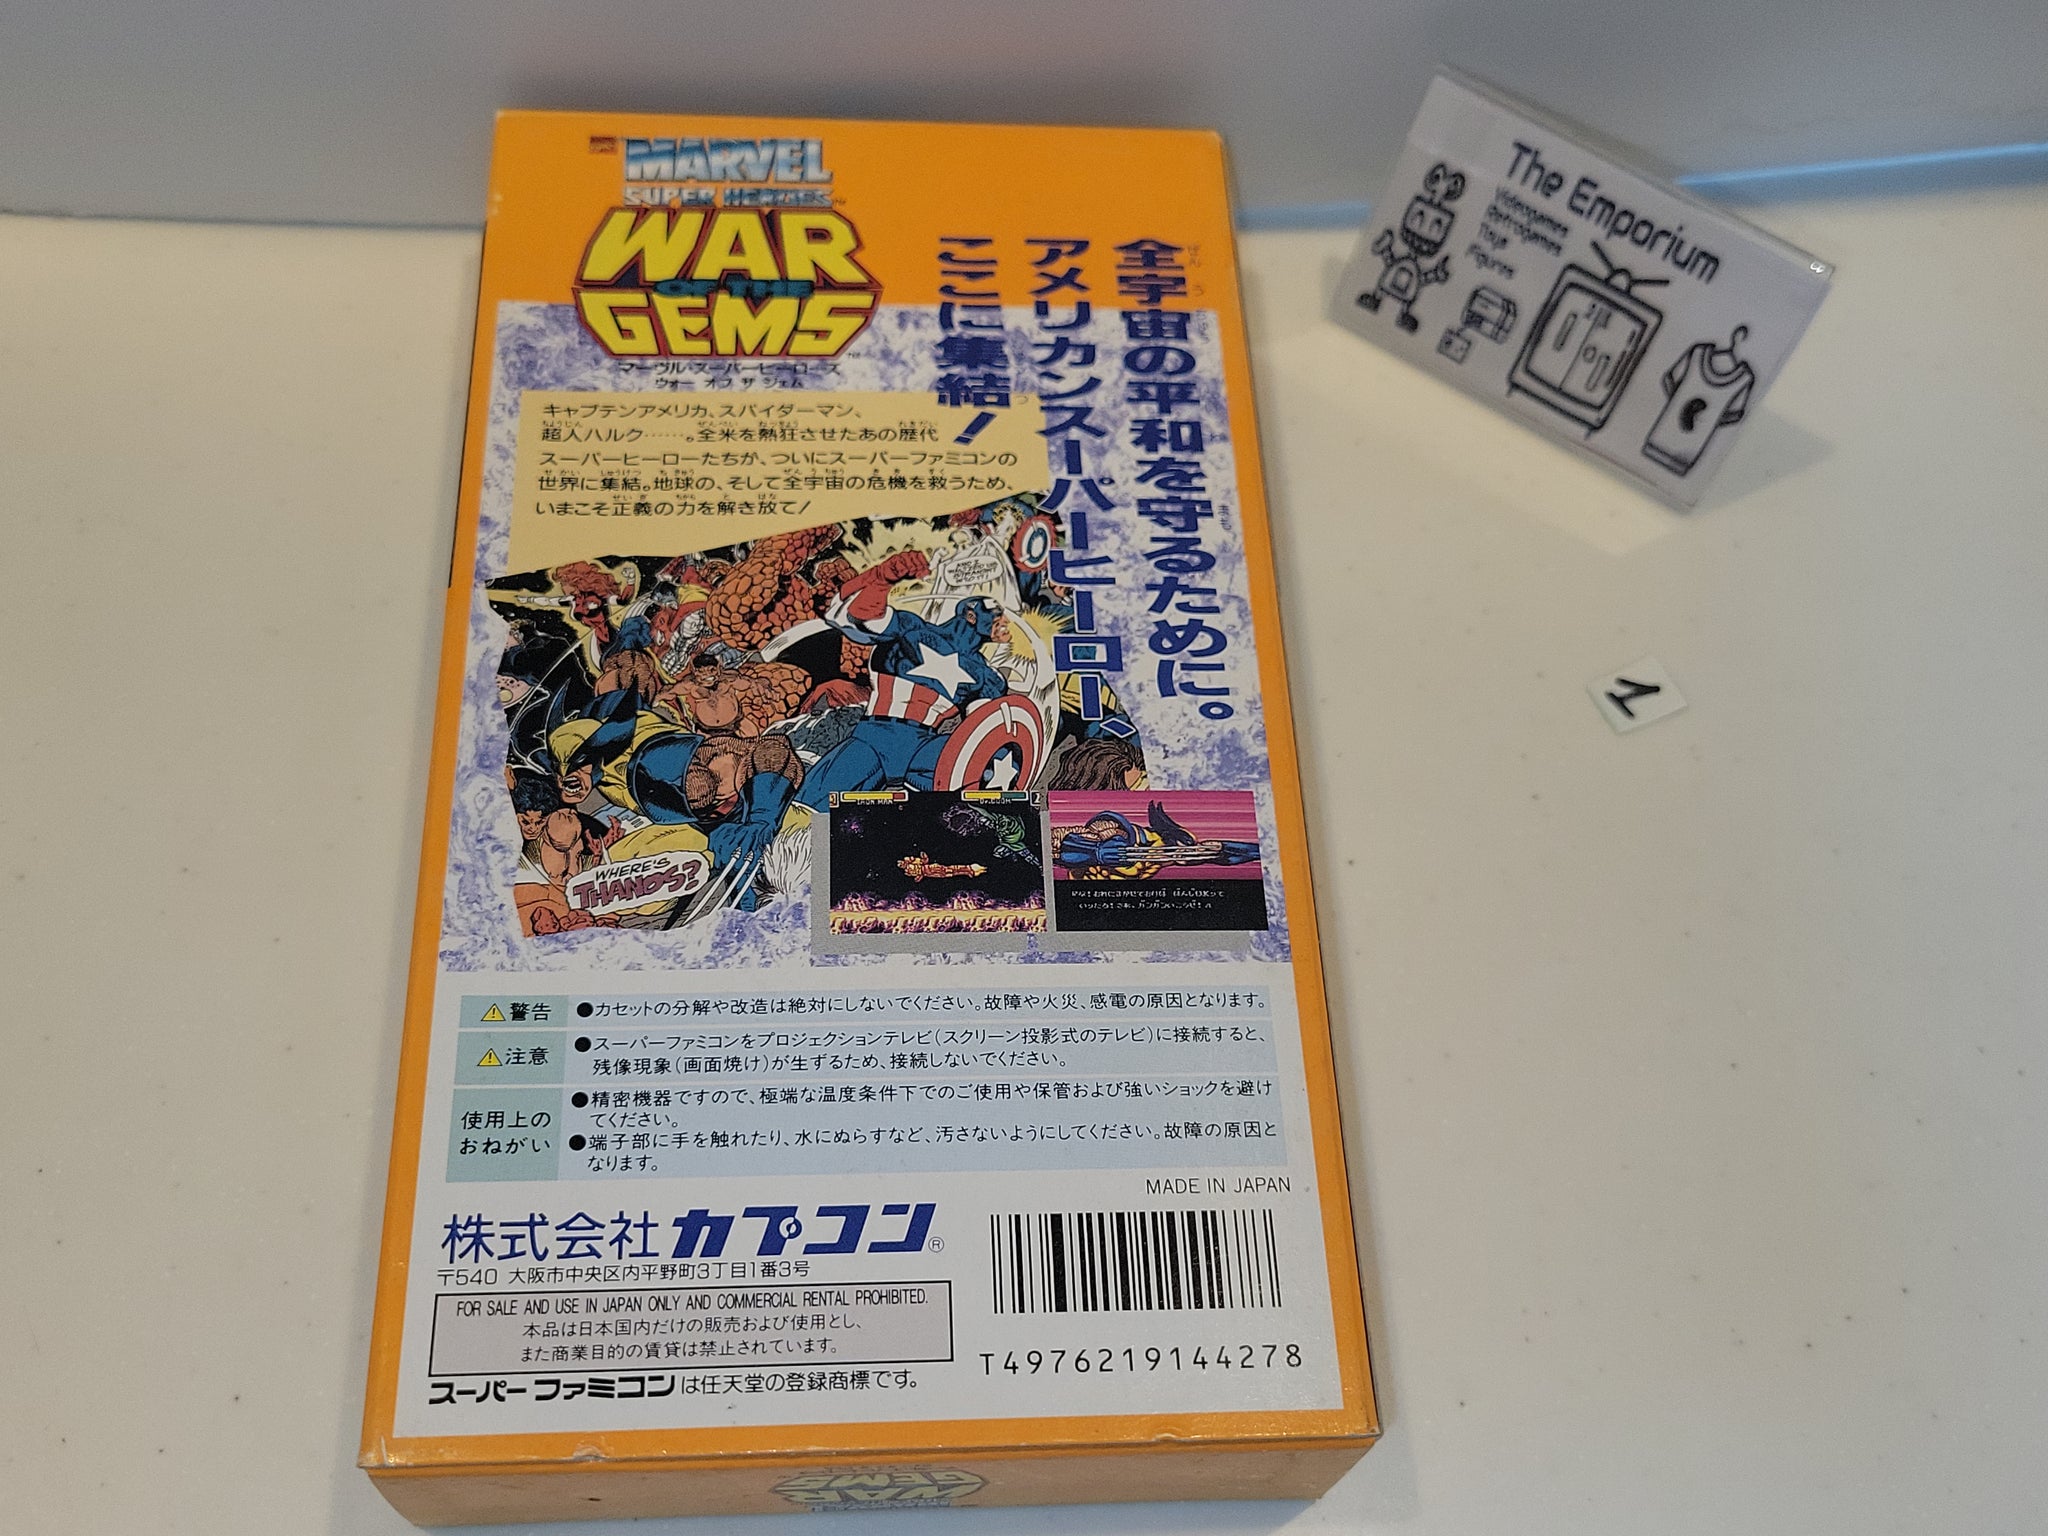 MARVEL
SUPER HEROES
WAR
OF THE
GEMS
マーヴル・スーパーヒーローズ
ウォー オブ ザ ジェム
全宇宙の平和を守るために。
アメリカンスーパーヒーロー、
ここに集結!
キャプテンアメリカ、スパイダーマン、
超人ハルク……。全米を熱狂させたあの歴代
スーパーヒーローたちが、ついにスーパーファミコンの
世界に集結。地球の、そして全宇宙の危機を救うため、
いまこそ正義の力を解き放て!
WHERE'S
THANOS?
IRON MAN
DR.DOOM
警告
●カセットの分解や改造は絶対にしないでください。故障や火災、感電の原因となります。
注意
●スーパーファミコンをプロジェクションテレビ(スクリーン投影式のテレビ)に接続すると、
残像現象(画面焼け)が生ずるため、接続しないでください。
使用上の
おねがい
●精密機器ですので、極端な温度条件下でのご使用や保管および強いショックを避け
てください。
●端子部に手を触れたり、水にぬらすなど、汚さないようにしてください。故障の原因と
なります。
MADE IN JAPAN
株式会社カプコン®
〒540 大阪市中央区内平野町3丁目1番3号
FOR SALE AND USE IN JAPAN ONLY AND COMMERCIAL RENTAL PROHIBITED.
本品は日本国内だけの販売および使用とし、
また商業目的の賃貸は禁止されています。
スーパーファミコンは任天堂の登録商標です。
T4976219144278
WAR
GEMS
The Emporium
Videogames
Retrogames
Toys
Figures
1